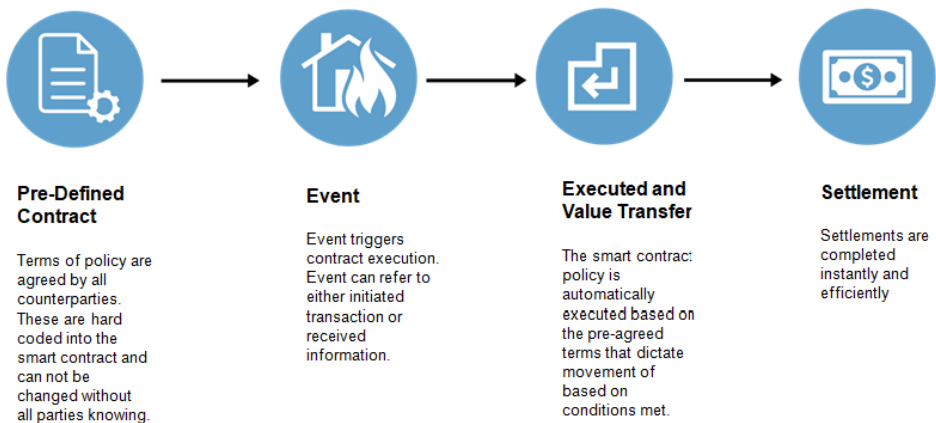 Pre-Defined
Contract
Terms of policy are
agreed by all
counterparties.
These are hard
coded into the
smart contract and
can not be
changed without
all parties knowing.
Event
Event triggers
contract execution.
Event can refer to
either initiated
transaction or
received
information.
Executed and
Value Transfer
The smart contract
policy is
automatically
executed based on
the pre-agreed
terms that dictate
movement of
based on
conditions met.
Settlement
Settlements are
completed
instantly and
efficiently
$